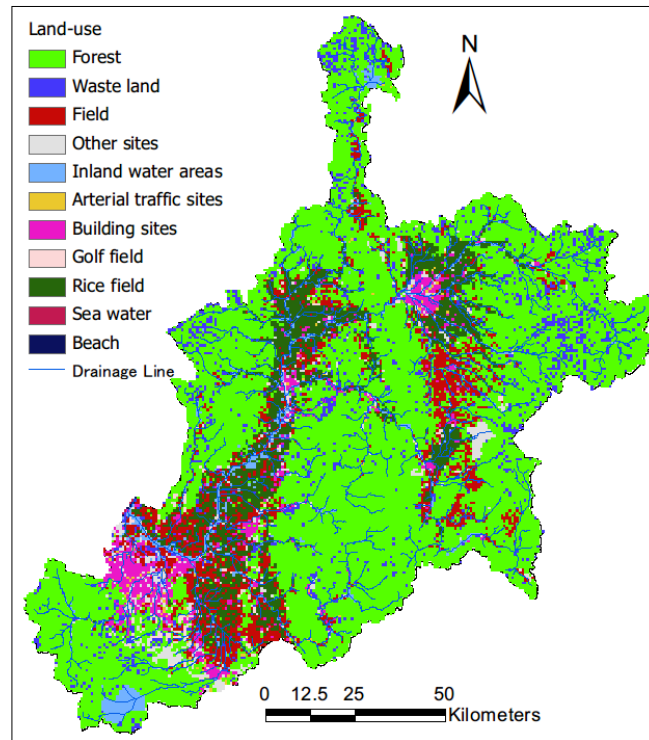 Land-use
Forest
Waste land
Field
Other sites
Inland water areas
Arterial traffic sites
Building sites
Golf field
Rice field
Sea water
Beach
Drainage Line
N
0 12.5 25 50
Kilometers